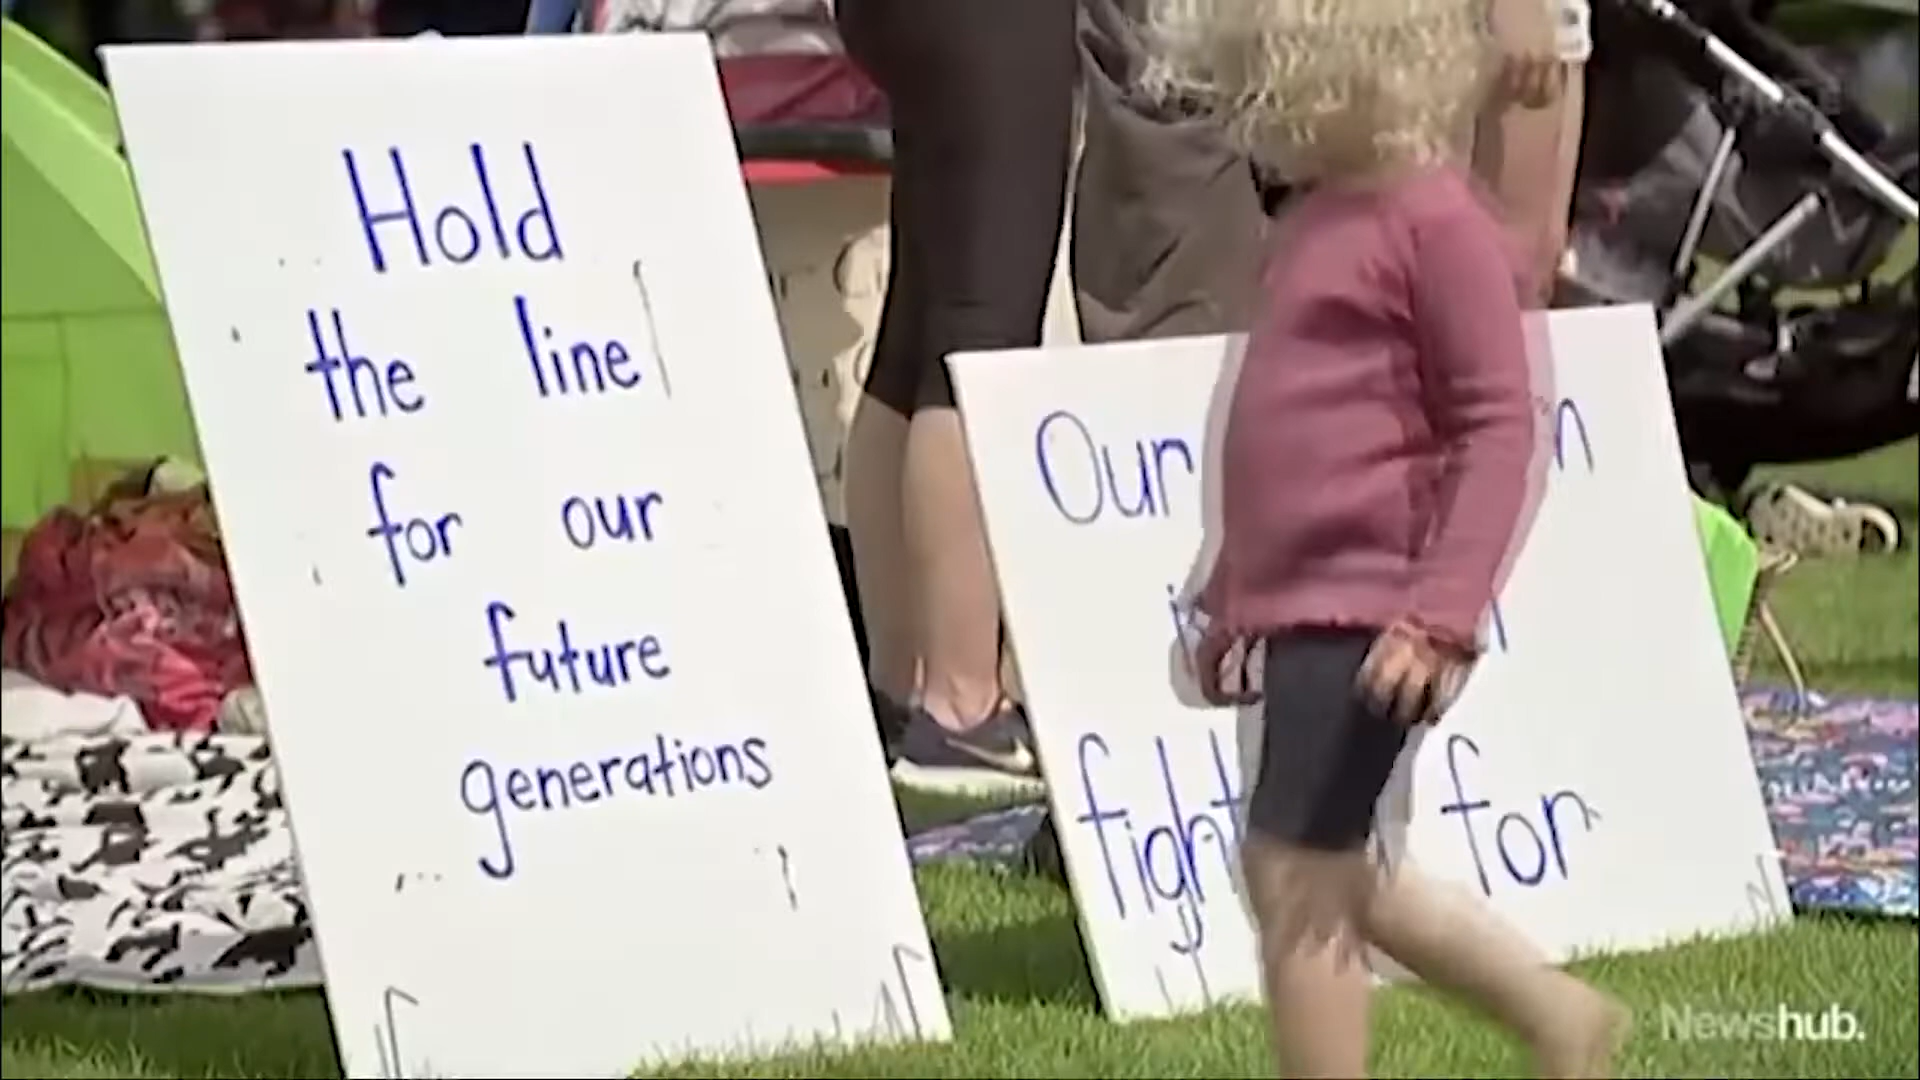 Hold
the line
for our
future
generations
Our
fight for
Newshub.